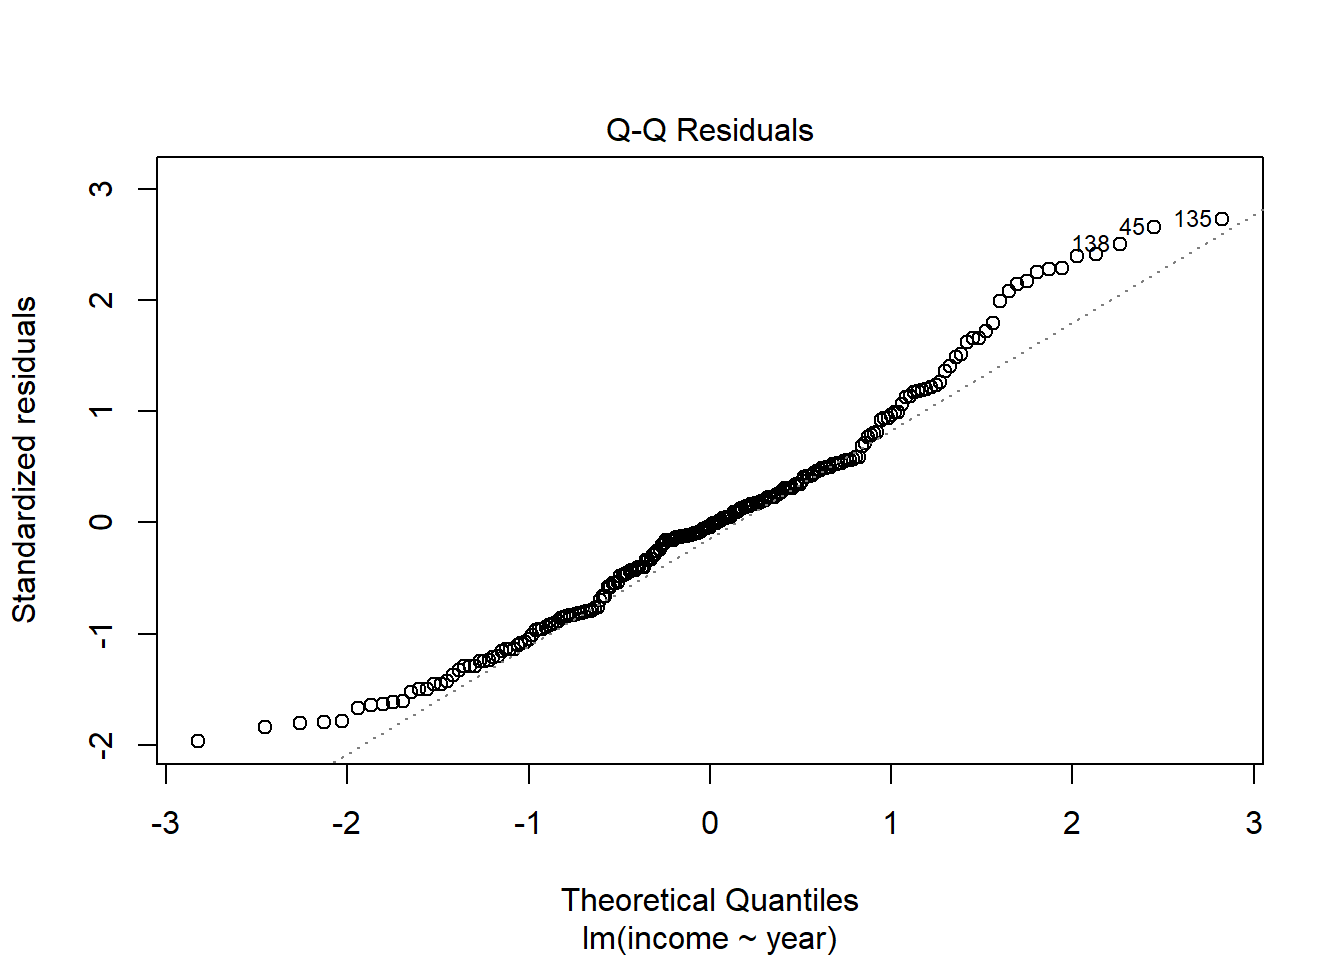 Q-Q Residuals
Standardized residuals
3
2
1
0
-1
-2
138
45
135
-3 -2 -1 0 1 2 3
Theoretical Quantiles
lm(income ~ year)